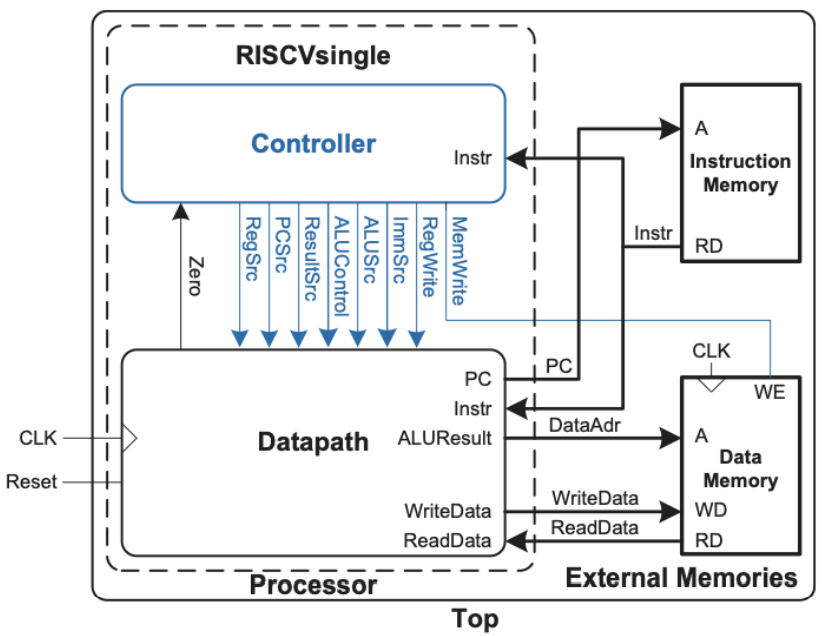 RISCVsingle
Controller
Instr
A
Instruction
Memory
Instr
RD
Zero
RegSrc
PCSrc
ResultSrc
ALUControl
ALUSrc
ImmSrc
RegWrite
MemWrite
CLK
WE
PC
PC
Instr
CLK
Datapath
ALUResult
DataAdr
A
Data
Memory
Reset
WriteData
WriteData
WD
ReadData
ReadData
RD
Processor
External Memories
Top